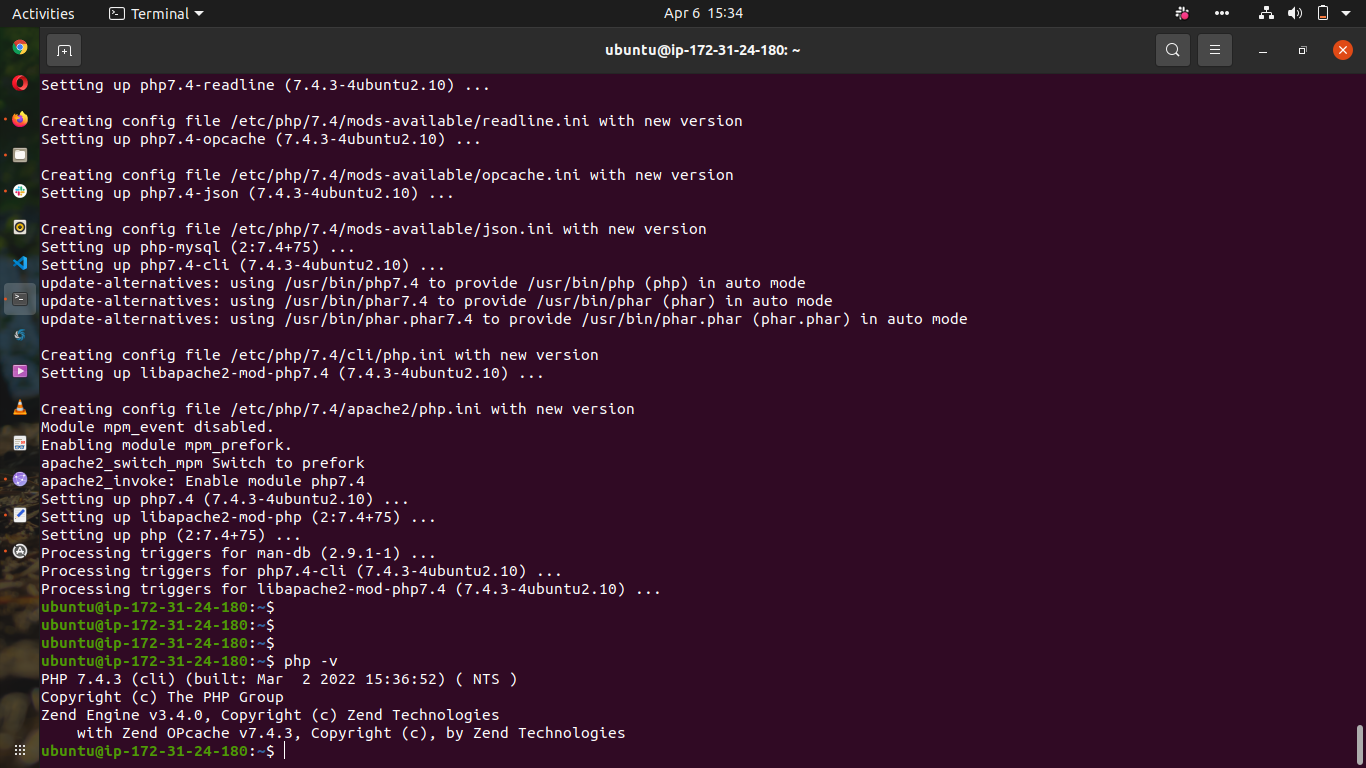 Activities
Terminal
Apr 6 15:34
ubuntu@ip-172-31-24-180: ~
Setting up php7.4-readline (7.4.3-4ubuntu2.10) ...
Creating config file /etc/php/7.4/mods-available/readline.ini with new version
Setting up php7.4-opcache (7.4.3-4ubuntu2.10) ...
Creating config file /etc/php/7.4/mods-available/opcache.ini with new version
Setting up php7.4-json (7.4.3-4ubuntu2.10) ...
Creating config file /etc/php/7.4/mods-available/json.ini with new version
Setting up php-mysql (2:7.4+75) ...
Setting up php7.4-cli (7.4.3-4ubuntu2.10) ...
update-alternatives: using /usr/bin/php7.4 to provide /usr/bin/php (php) in auto mode
update-alternatives: using /usr/bin/phar7.4 to provide /usr/bin/phar (phar) in auto mode
update-alternatives: using /usr/bin/phar.phar7.4 to provide /usr/bin/phar.phar (phar.phar) in auto mode
Creating config file /etc/php/7.4/cli/php.ini with new version
Setting up libapache2-mod-php7.4 (7.4.3-4ubuntu2.10) ...
Creating config file /etc/php/7.4/apache2/php.ini with new version
Module mpm_event disabled.
Enabling module mpm_prefork.
apache2_switch_mpm Switch to prefork
apache2_invoke: Enable module php7.4
Setting up php7.4 (7.4.3-4ubuntu2.10) ...
Setting up libapache2-mod-php (2:7.4+75) ...
Setting up php (2:7.4+75) ...
Processing triggers for man-db (2.9.1-1) ...
Processing triggers for php7.4-cli (7.4.3-4ubuntu2.10) ...
Processing triggers for libapache2-mod-php7.4 (7.4.3-4ubuntu2.10) ...
ubuntu@ip-172-31-24-180:~$
ubuntu@ip-172-31-24-180:~$
ubuntu@ip-172-31-24-180:~$
ubuntu@ip-172-31-24-180:~$ php -v
PHP 7.4.3 (cli) (built: Mar  2 2022 15:36:52) ( NTS )
Copyright (c) The PHP Group
Zend Engine v3.4.0, Copyright (c) Zend Technologies
    with Zend OPcache v7.4.3, Copyright (c), by Zend Technologies
ubuntu@ip-172-31-24-180:~$